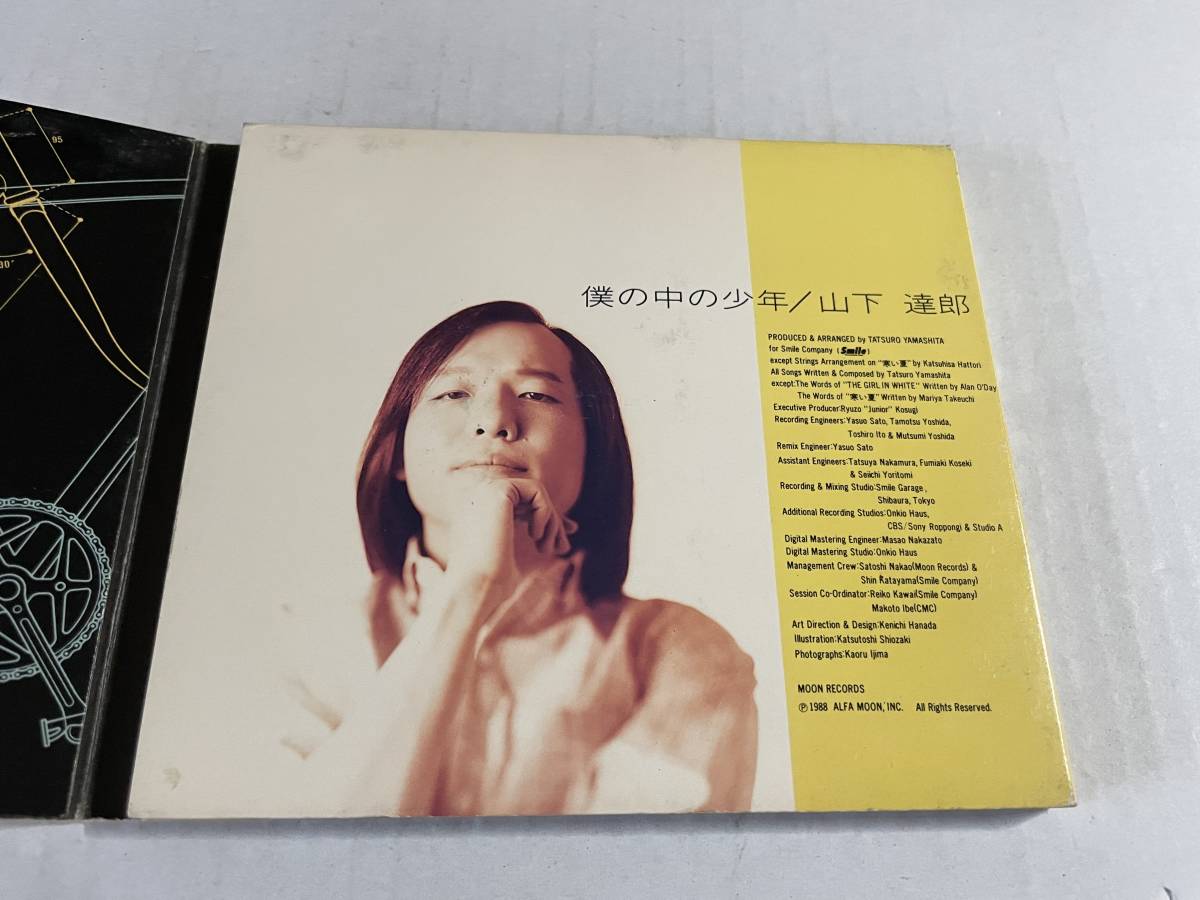 95
30'
僕の中の少年/山下 達郎
PRODUCED & ARRANGED by TATSURO YAMASHITA
for Smile Company (Smile)
except Strings Arrangement on "寒い夏" by Katsuhisa Hattori
All Songs Written & Composed by Tatsuro Yamashita
except:The Words of "THE GIRL IN WHITE" Written by Alan O'Day
The Words of "寒い夏" Written by Mariya Takeuchi
Executive Producer:Ryuzo "Junior" Kosugi
Recording Engineers:Yasuo Sato, Tamotsu Yoshida,
Toshiro Ito & Mutsumi Yoshida
Remix Engineer:Yasuo Sato
Assistant Engineers:Tatsuya Nakamura, Fumiaki Koseki
& Seiichi Yoritomi
Recording & Mixing Studio:Smile Garage,
Shibaura, Tokyo
Additional Recording Studios:Onkio Haus,
CBS/Sony Roppongi & Studio A
Digital Mastering Engineer:Masao Nakazato
Digital Mastering Studio:Onkio Haus
Management Crew:Satoshi Nakao(Moon Records) &
Shin Katayama(Smile Company)
Session Co-Ordinator:Reiko Kawai(Smile Company)
Makoto Ibe(CMC)
Art Direction & Design:Kenichi Hanada
Illustration:Katsutoshi Shiozaki
Photographs:Kaoru Ijima
MOON RECORDS
℗1988 ALFA MOON, INC. All Rights Reserved.